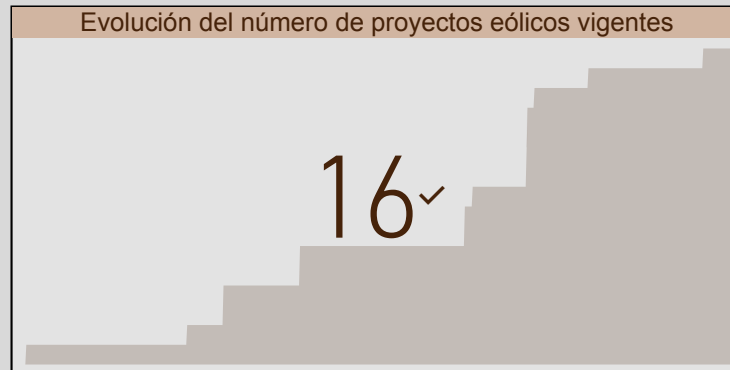 Evolución del número de proyectos eólicos vigentes
16✓